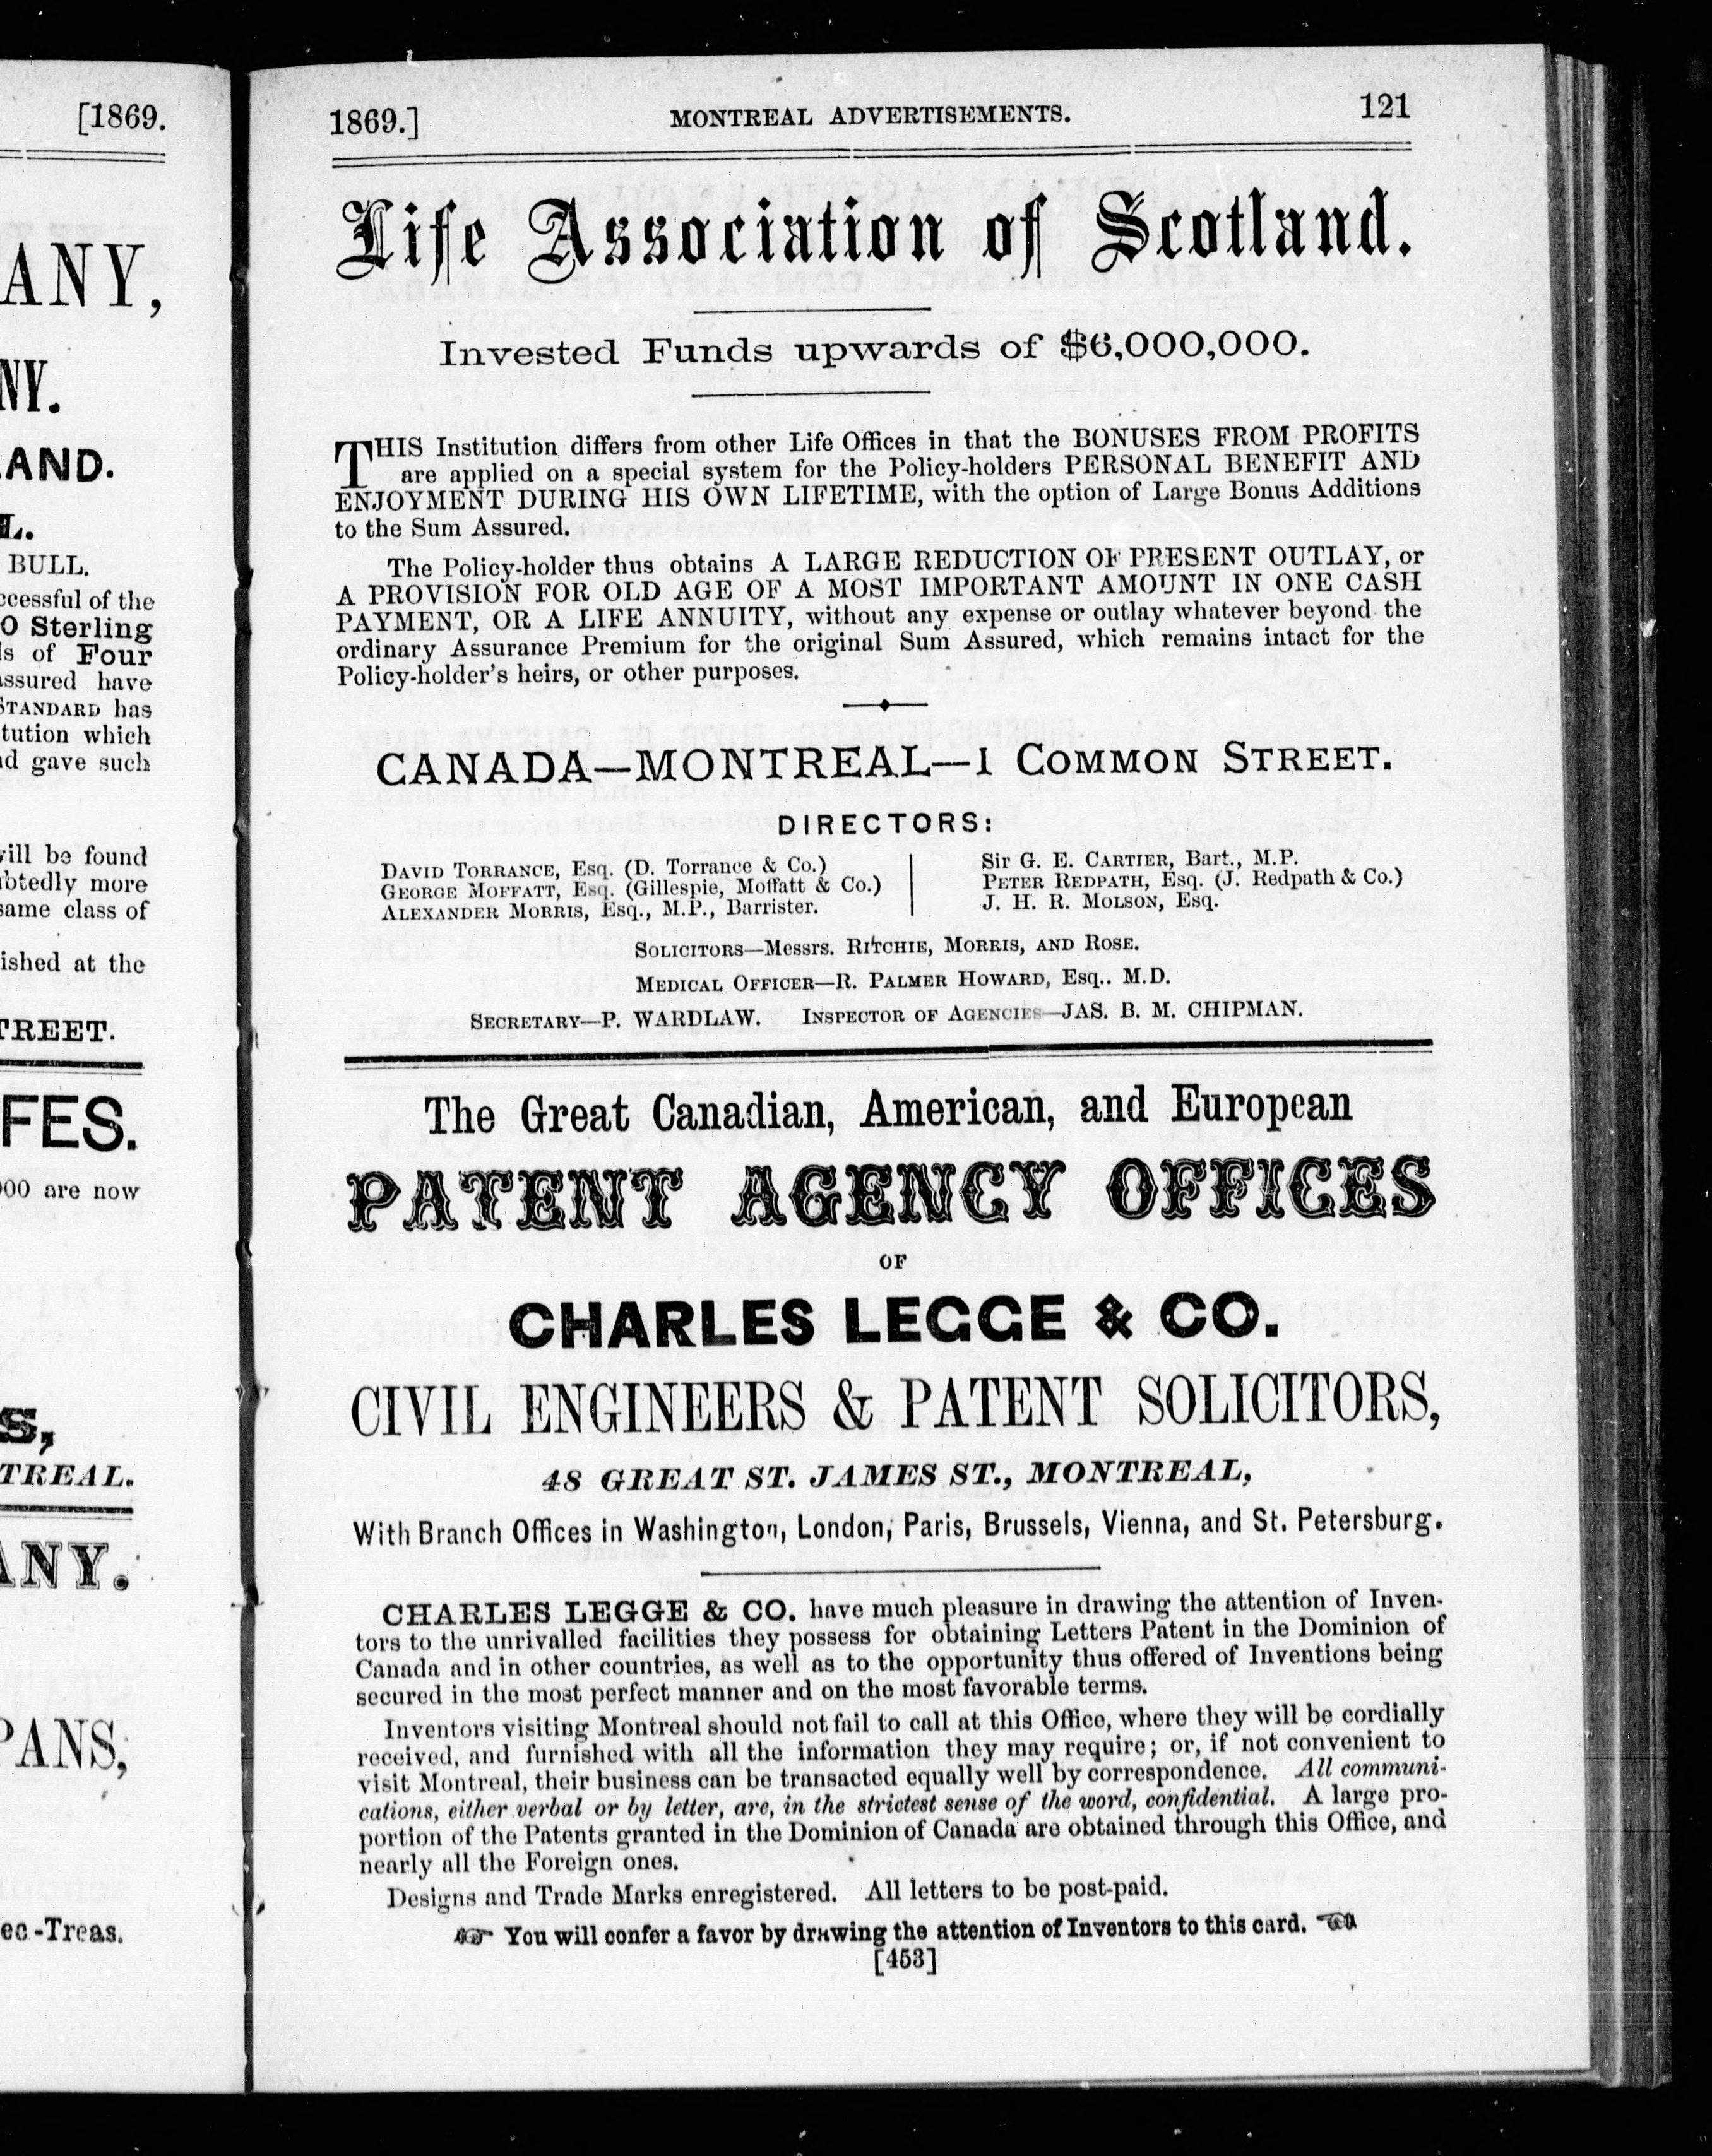 [1869.
ANY,
NY.
AND.
L.
BULL.
ccessful of the
0 Sterling
ls of Four
assured have
STANDARD has
tution which
nd gave such
will be found
btedly more
same class of
ished at the
TREET.
FES.
000 are now
S,
TREAL.
ANY.
PANS,
ec-Treas.
1869.] MONTREAL ADVERTISEMENTS. 121
Life Association of Scotland.
Invested Funds upwards of $6,000,000.
THIS Institution differs from other Life Offices in that the BONUSES FROM PROFITS
are applied on a special system for the Policy-holders PERSONAL BENEFIT AND
ENJOYMENT DURING HIS OWN LIFETIME, with the option of Large Bonus Additions
to the Sum Assured.
The Policy-holder thus obtains A LARGE REDUCTION OF PRESENT OUTLAY, or
A PROVISION FOR OLD AGE OF A MOST IMPORTANT AMOUNT IN ONE CASH
PAYMENT, OR A LIFE ANNUITY, without any expense or outlay whatever beyond the
ordinary Assurance Premium for the original Sum Assured, which remains intact for the
Policy-holder's heirs, or other purposes.
CANADA—MONTREAL—1 COMMON STREET.
DIRECTORS:
DAVID TORRANCE, Esq. (D. Torrance & Co.)
GEORGE MOFFATT, Esq. (Gillespie, Moffatt & Co.)
ALEXANDER MORRIS, Esq., M.P., Barrister.
Sir G. E. CARTIER, Bart., M.P.
PETER REDPATH, Esq. (J. Redpath & Co.)
J. H. R. MOLSON, Esq.
SOLICITORS—Messrs. RITCHIE, MORRIS, AND ROSE.
MEDICAL OFFICER—R. PALMER HOWARD, Esq.. M.D.
SECRETARY—P. WARDLAW. INSPECTOR OF AGENCIES—JAS. B. M. CHIPMAN.
The Great Canadian, American, and European
PATENT AGENCY OFFICES
OF
CHARLES LEGGE & CO.
CIVIL ENGINEERS & PATENT SOLICITORS,
48 GREAT ST. JAMES ST., MONTREAL,
With Branch Offices in Washington, London, Paris, Brussels, Vienna, and St. Petersburg.
CHARLES LEGGE & CO. have much pleasure in drawing the attention of Inven-
tors to the unrivalled facilities they possess for obtaining Letters Patent in the Dominion of
Canada and in other countries, as well as to the opportunity thus offered of Inventions being
secured in the most perfect manner and on the most favorable terms.
Inventors visiting Montreal should not fail to call at this Office, where they will be cordially
received, and furnished with all the information they may require; or, if not convenient to
visit Montreal, their business can be transacted equally well by correspondence. All communi-
cations, either verbal or by letter, are, in the strictest sense of the word, confidential. A large pro-
portion of the Patents granted in the Dominion of Canada are obtained through this Office, and
nearly all the Foreign ones.
Designs and Trade Marks enregistered. All letters to be post-paid.
☞ You will confer a favor by drawing the attention of Inventors to this card. ☜
[453]